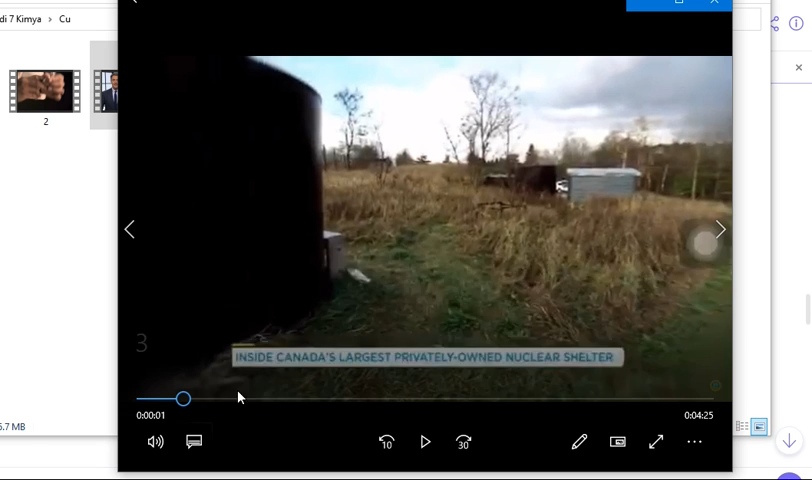 di 7 Kimya > Cu
2
3
INSIDE CANADA'S LARGEST PRIVATELY-OWNED NUCLEAR SHELTER
0:00:01
0:04:25
10
30
5.7 MB